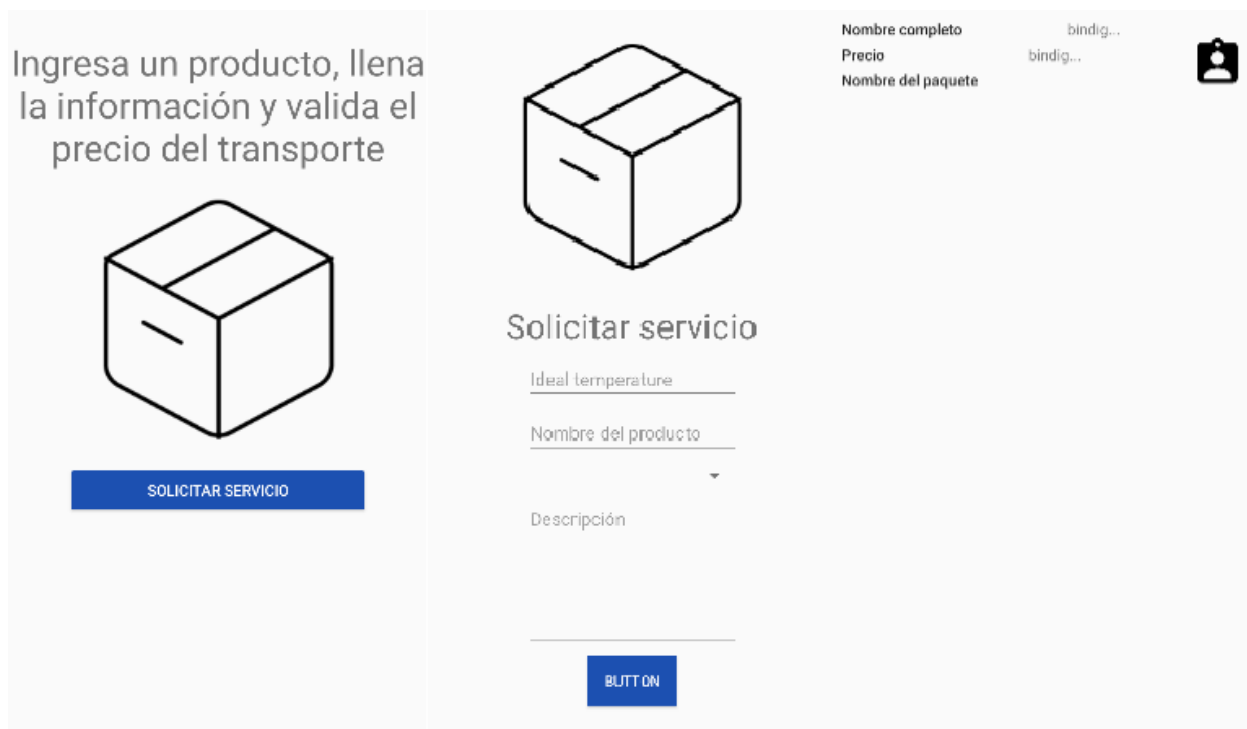 Ingresa un producto, llena
la información y valida el
precio del transporte
SOLICITAR SERVICIO
Solicitar servicio
Ideal temperature
Nombre del producto
Descripción
BUTTON
Nombre completo bindig...
Precio bindig...
Nombre del paquete